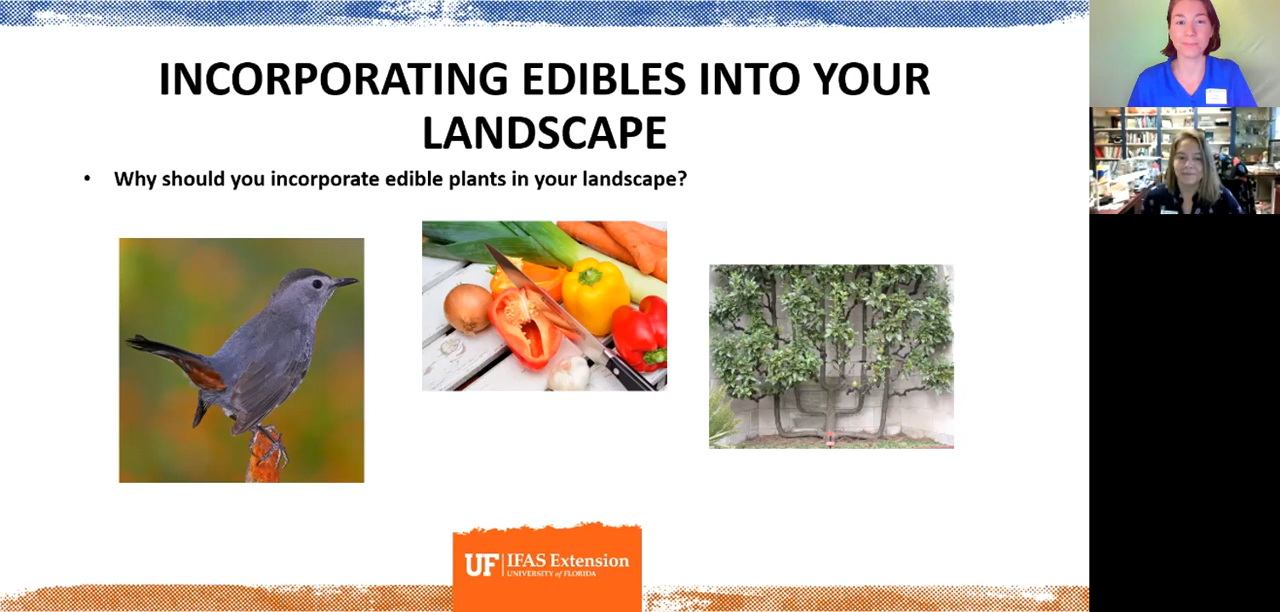 INCORPORATING EDIBLES INTO YOUR
LANDSCAPE
• Why should you incorporate edible plants in your landscape?
UF IFAS Extension
UNIVERSITY of FLORIDA